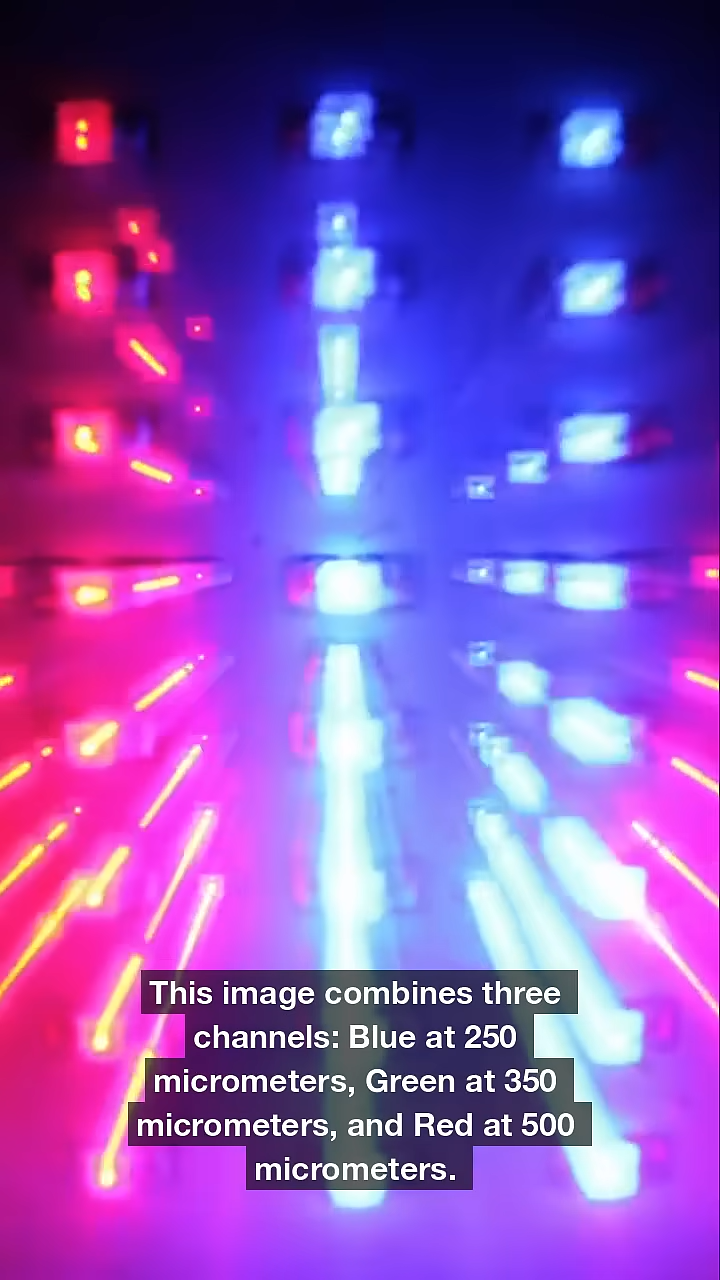 This image combines three
channels: Blue at 250
micrometers, Green at 350
micrometers, and Red at 500
micrometers.